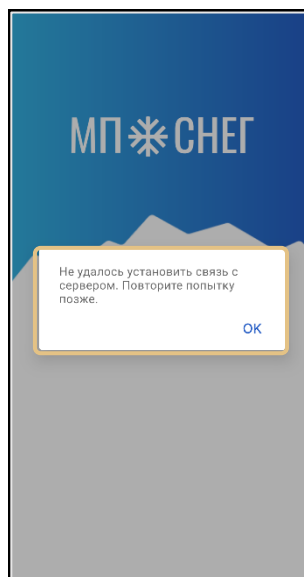 МП СНЕГ
Не удалось установить связь с
сервером. Повторите попытку
позже.
ОК